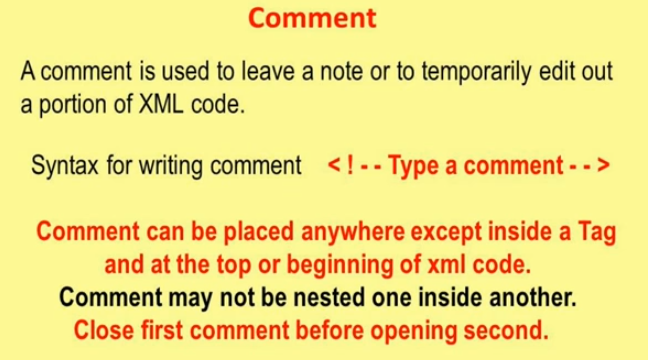 Comment
A comment is used to leave a note or to temporarily edit out
a portion of XML code.
Syntax for writing comment < ! - - Type a comment - - >
Comment can be placed anywhere except inside a Tag
and at the top or beginning of xml code.
Comment may not be nested one inside another.
Close first comment before opening second.